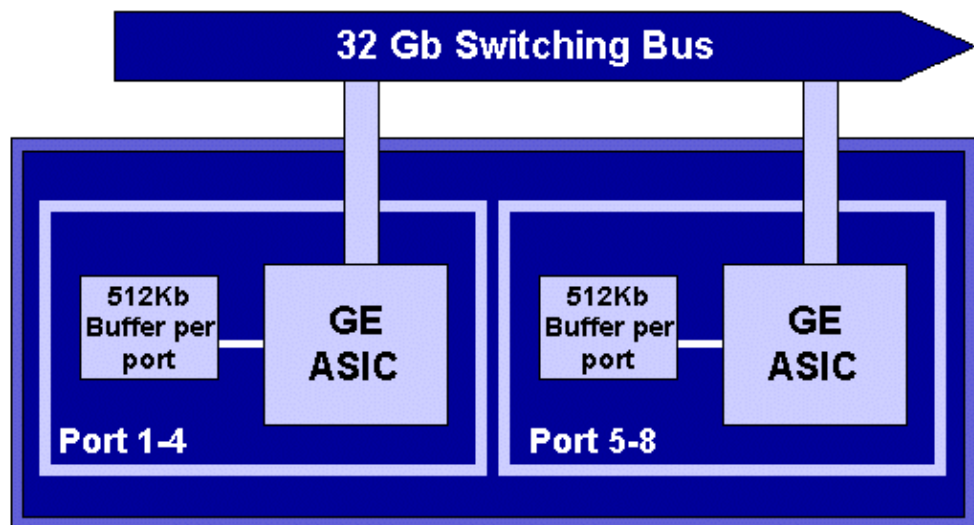 32 Gb Switching Bus
512Kb
Buffer per
port
GE
ASIC
Port 1-4
512Kb
Buffer per
port
GE
ASIC
Port 5-8